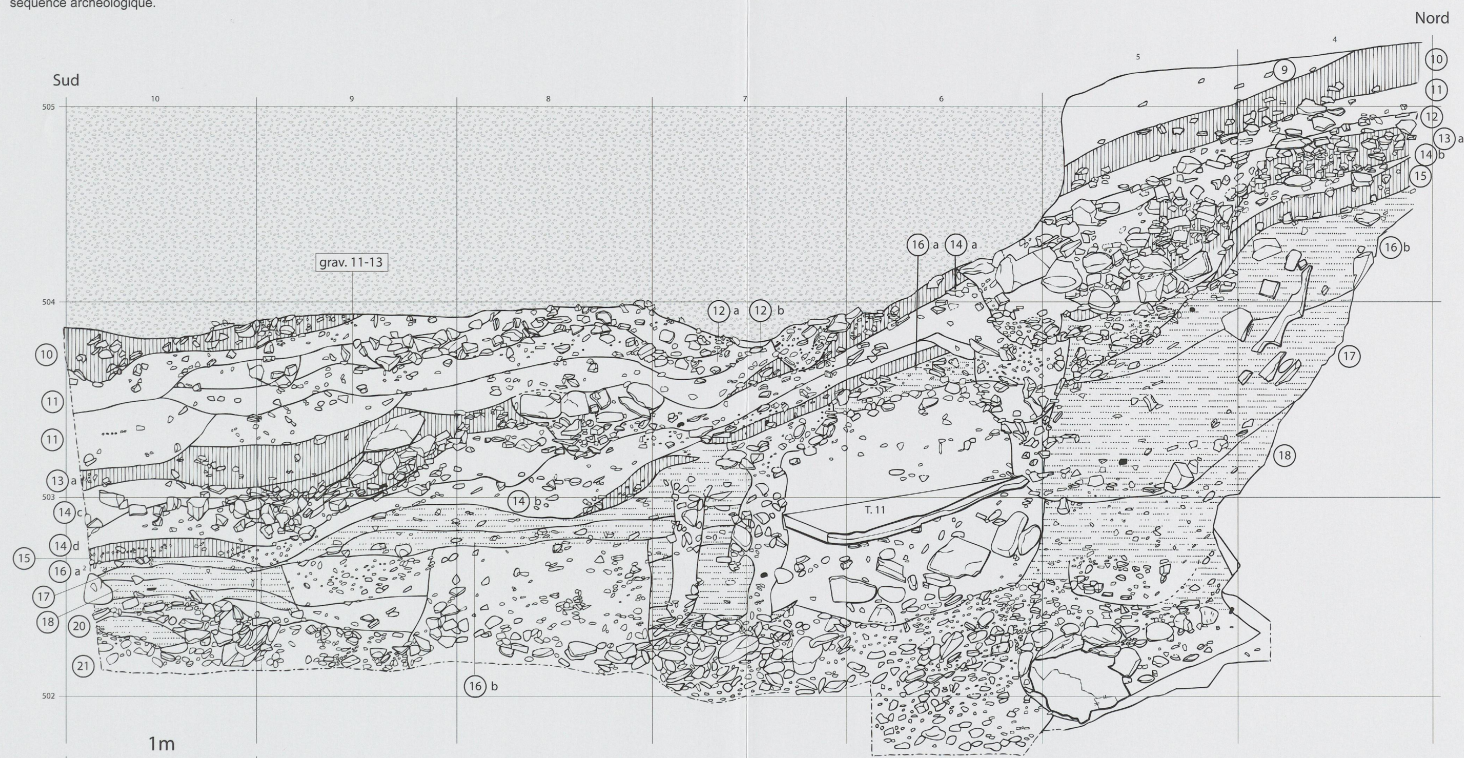 séquence archéologique.
Nord
Sud
4
5
10 9 8 7 6
505
504
503
502
9
10
11
12
13 a
14 b
15
16 b
17
18
16 a 14 a
grav. 11-13
12 a 12 b
10
11
11
13 a
14 c
14 d
15
16 a²
17
18
20
21
14 b
T. 11
16 b
1m